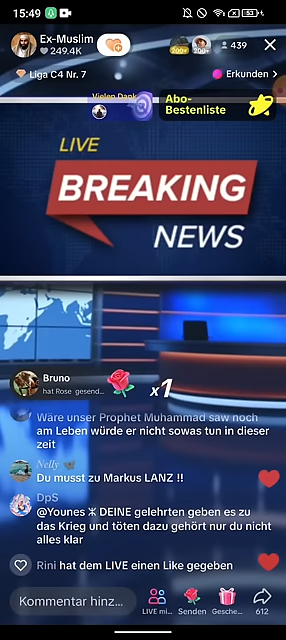 15:49
Ex-Muslim
249.4K
200+
200+
439
Liga C4 Nr. 7
Erkunden >
Vielen Dank
Abo-
Bestenliste
LIVE
BREAKING
NEWS
Bruno
hat Rose gesend...
x1
Wäre unser Prophet Muhammad saw noch
am Leben würde er nicht sowas tun in dieser
zeit
Nelly
Du musst zu Markus LANZ !!
DpS
@Younes ⵣ DEINE gelehrten geben es zu
das Krieg und töten dazu gehört nur du nicht
alles klar
Rini hat dem LIVE einen Like gegeben
Kommentar hinz...
LIVE mi...
Senden
Gesche...
612